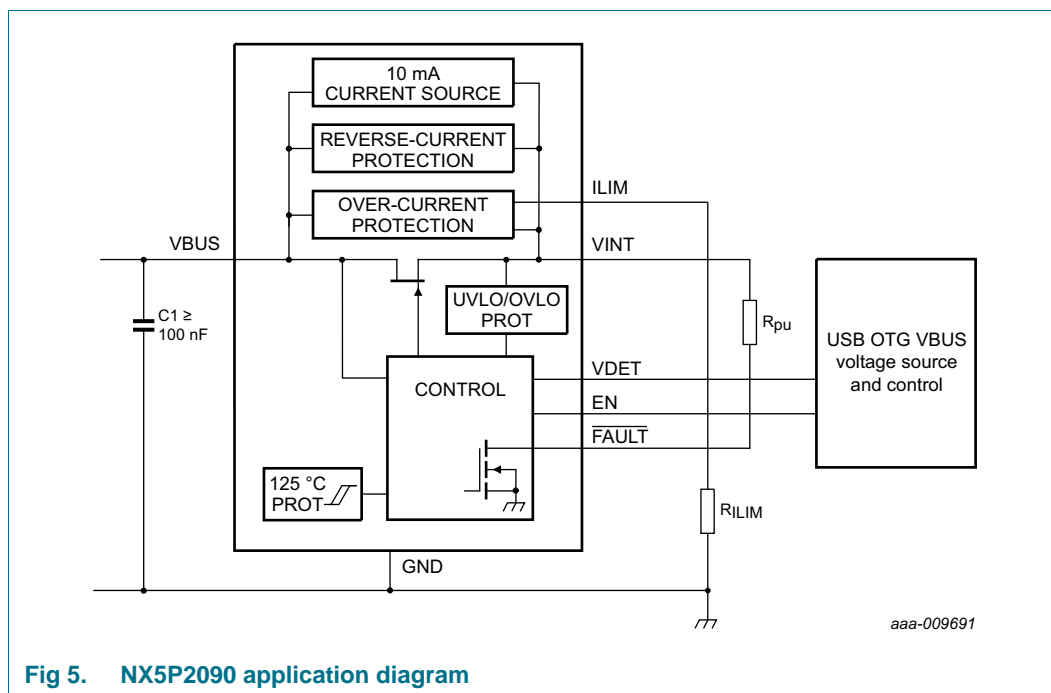 10 mA
CURRENT SOURCE
REVERSE-CURRENT
PROTECTION
OVER-CURRENT
PROTECTION
ILIM
VBUS
VINT
C1 ≥
100 nF
UVLO/OVLO
PROT
Rpu
USB OTG VBUS
voltage source
and control
CONTROL
VDET
EN
FAULT
125 °C
PROT
RILIM
GND
aaa-009691
Fig 5. NX5P2090 application diagram